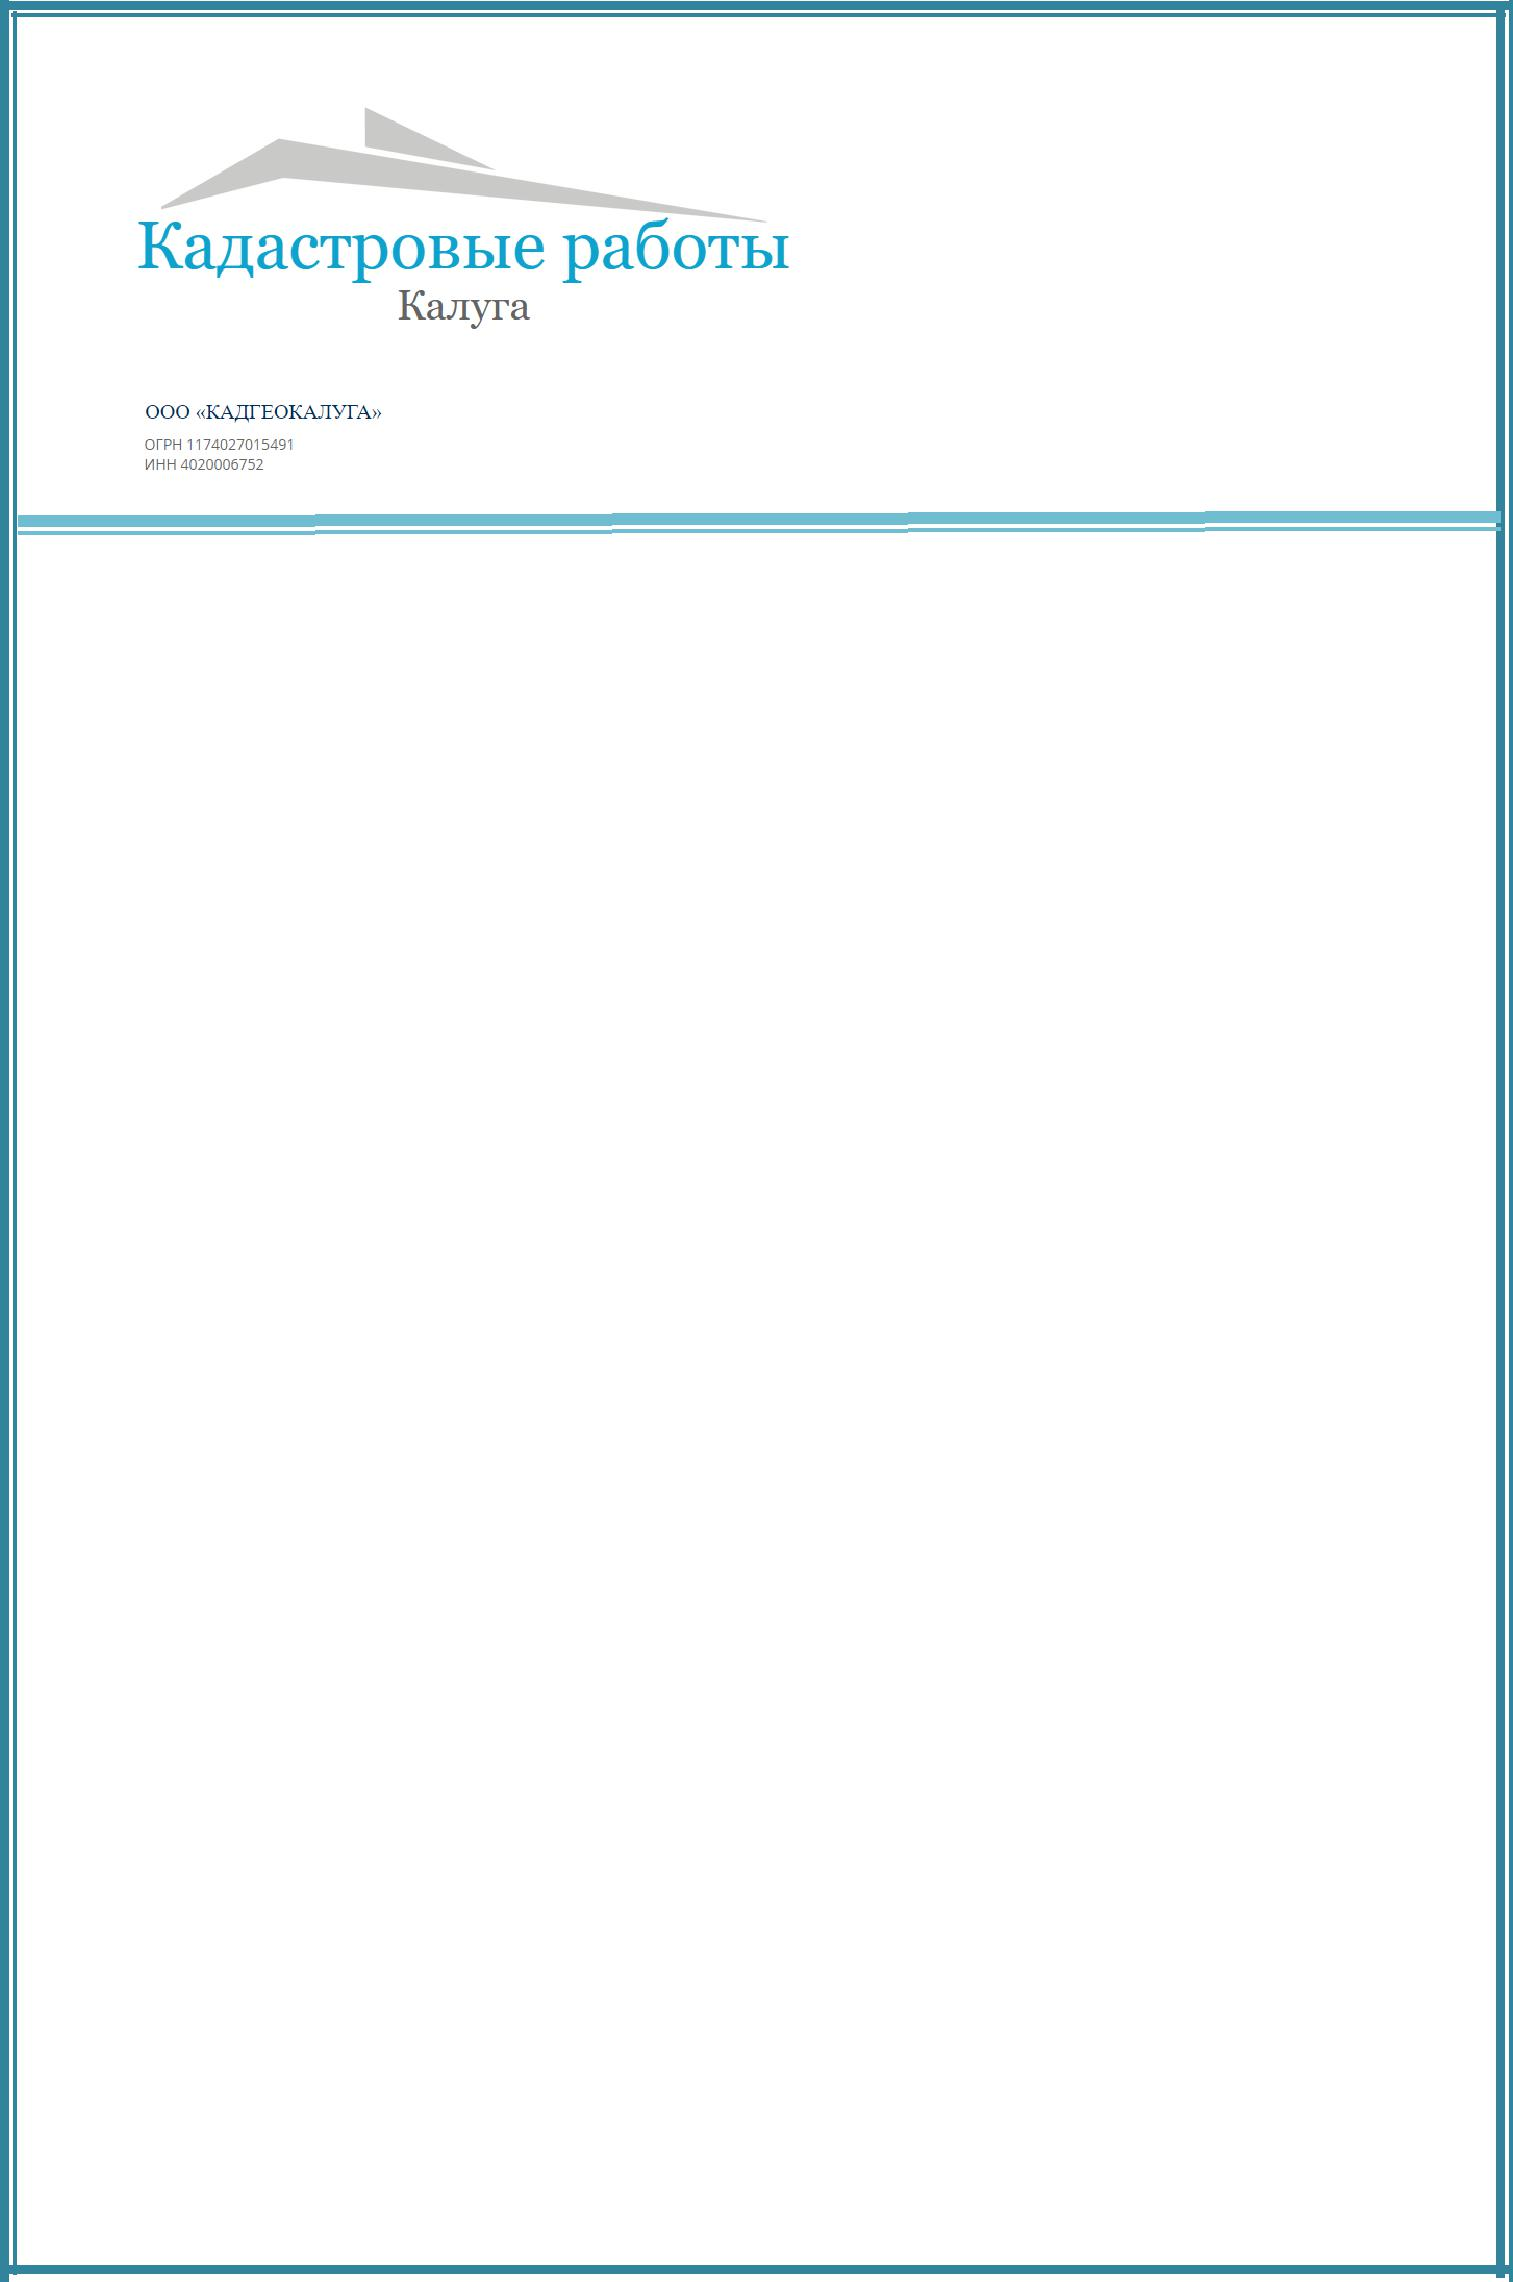 Кадастровые работы
Калуга
ООО «КАДГЕОКАЛУГА»
ОГРН 1174027015491
ИНН 4020006752